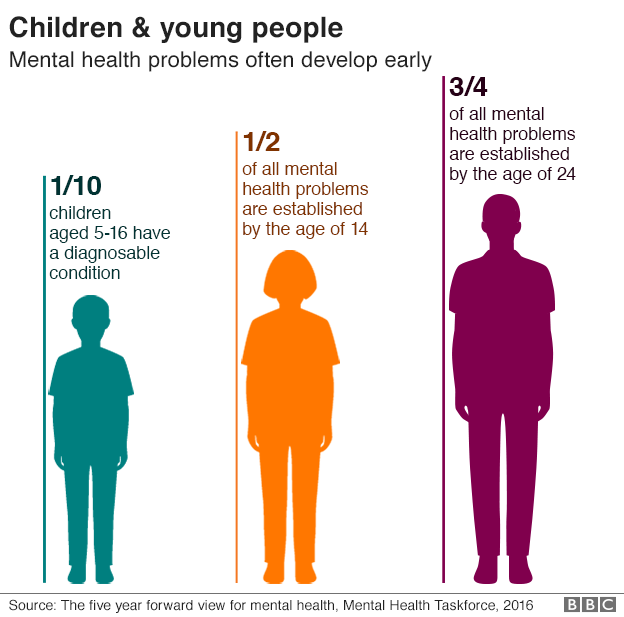 Children & young people
Mental health problems often develop early
1/10
children
aged 5-16 have
a diagnosable
condition
1/2
of all mental
health problems
are established
by the age of 14
3/4
of all mental
health problems
are established
by the age of 24
Source: The five year forward view for mental health, Mental Health Taskforce, 2016
BBC